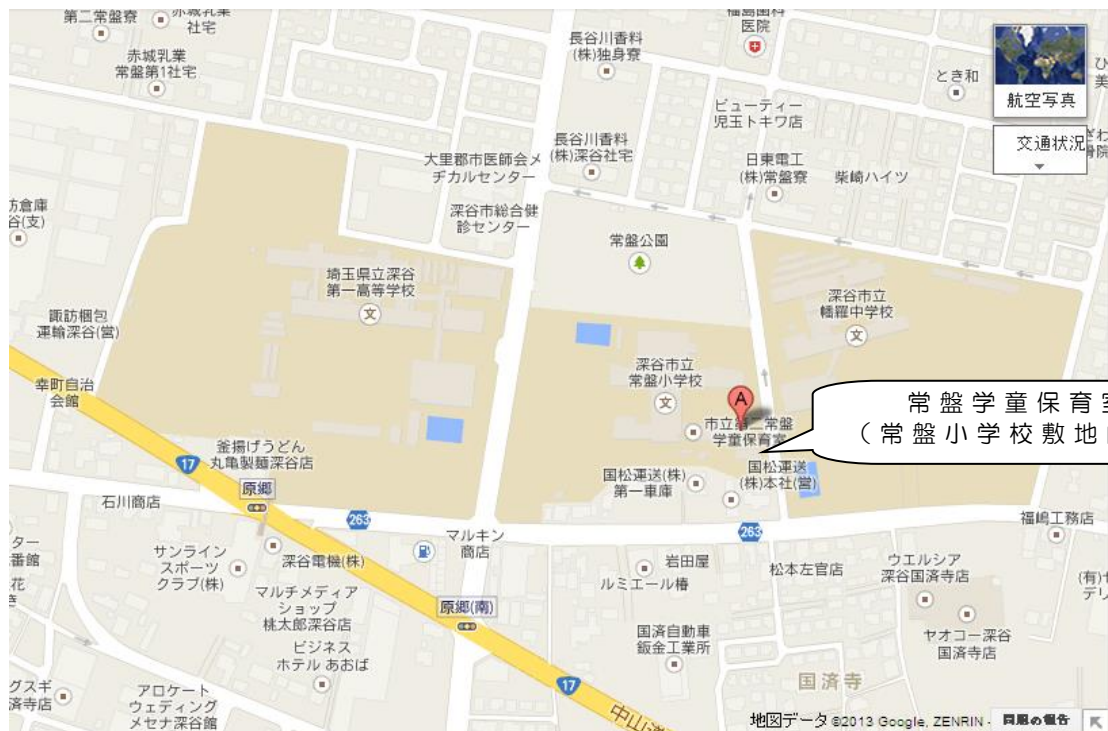 第二常盤寮
赤城乳業
社宅
赤城乳業
常盤第1社宅
長谷川香料
(株)独身寮
福島歯科
医院
とき和
航空写真
交通状況
ビューティー
児玉トキワ店
長谷川香料
(株)深谷社宅
日東電工
(株)常盤寮
柴崎ハイツ
大里郡市医師会メ
ヂカルセンター
深谷市総合健
診センター
常盤公園
埼玉県立深谷
第一高等学校
文
深谷市立
幡羅中学校
文
諏訪梱包
運輸深谷(営)
深谷市立
常盤小学校
文
幸町自治
会館
A
市立第二常盤
学童保育室
常盤学童保育室
(常盤小学校敷地
釜揚げうどん
丸亀製麺深谷店
17
原郷
石川商店
国松運送(株)
第一車庫
国松運送
(株)本社(営)
263
263
福嶋工務店
マルキン
商店
サンライン
スポーツ
クラブ(株)
深谷電機(株)
岩田屋
ルミエール椿
松本左官店
ウエルシア
深谷国済寺店
マルチメディア
ショップ
桃太郎深谷店
原郷(南)
国済自動車
鈑金工業所
ヤオコー深谷
国済寺店
ビジネス
ホテル あおば
国済寺
アロケート
ウェディング
メセナ深谷館
17
中山道
地図データ ©2013 Google, ZENRIN -
問題の報告